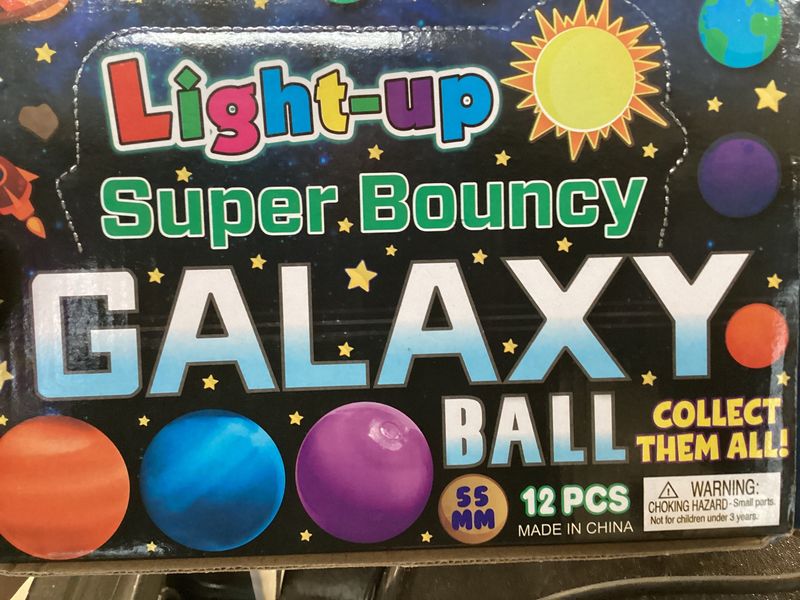 Light-up
Super Bouncy
GALAXY
BALL
COLLECT
THEM ALL!
55
MM
12 PCS
MADE IN CHINA
⚠ WARNING:
CHOKING HAZARD - Small parts.
Not for children under 3 years.